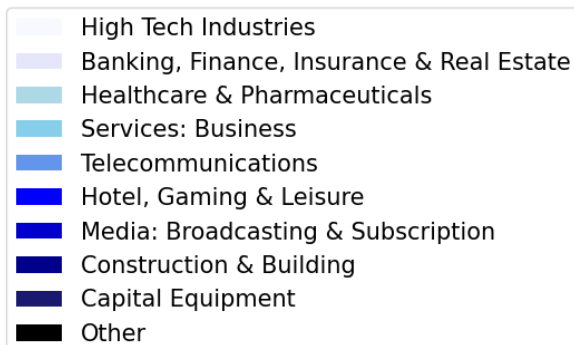 High Tech Industries
Banking, Finance, Insurance & Real Estate
Healthcare & Pharmaceuticals
Services: Business
Telecommunications
Hotel, Gaming & Leisure
Media: Broadcasting & Subscription
Construction & Building
Capital Equipment
Other